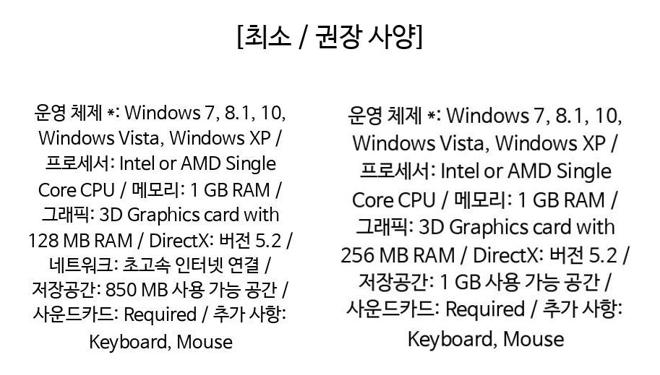 [최소 / 권장 사양]
운영 체제 *: Windows 7, 8.1, 10,
Windows Vista, Windows XP /
프로세서: Intel or AMD Single
Core CPU / 메모리: 1 GB RAM /
그래픽: 3D Graphics card with
128 MB RAM / DirectX: 버전 5.2 /
네트워크: 초고속 인터넷 연결 /
저장공간: 850 MB 사용 가능 공간 /
사운드카드: Required / 추가 사항:
Keyboard, Mouse
운영 체제 *: Windows 7, 8.1, 10,
Windows Vista, Windows XP /
프로세서: Intel or AMD Single
Core CPU / 메모리: 1 GB RAM /
그래픽: 3D Graphics card with
256 MB RAM / DirectX: 버전 5.2 /
저장공간: 1 GB 사용 가능 공간 /
사운드카드: Required / 추가 사항:
Keyboard, Mouse